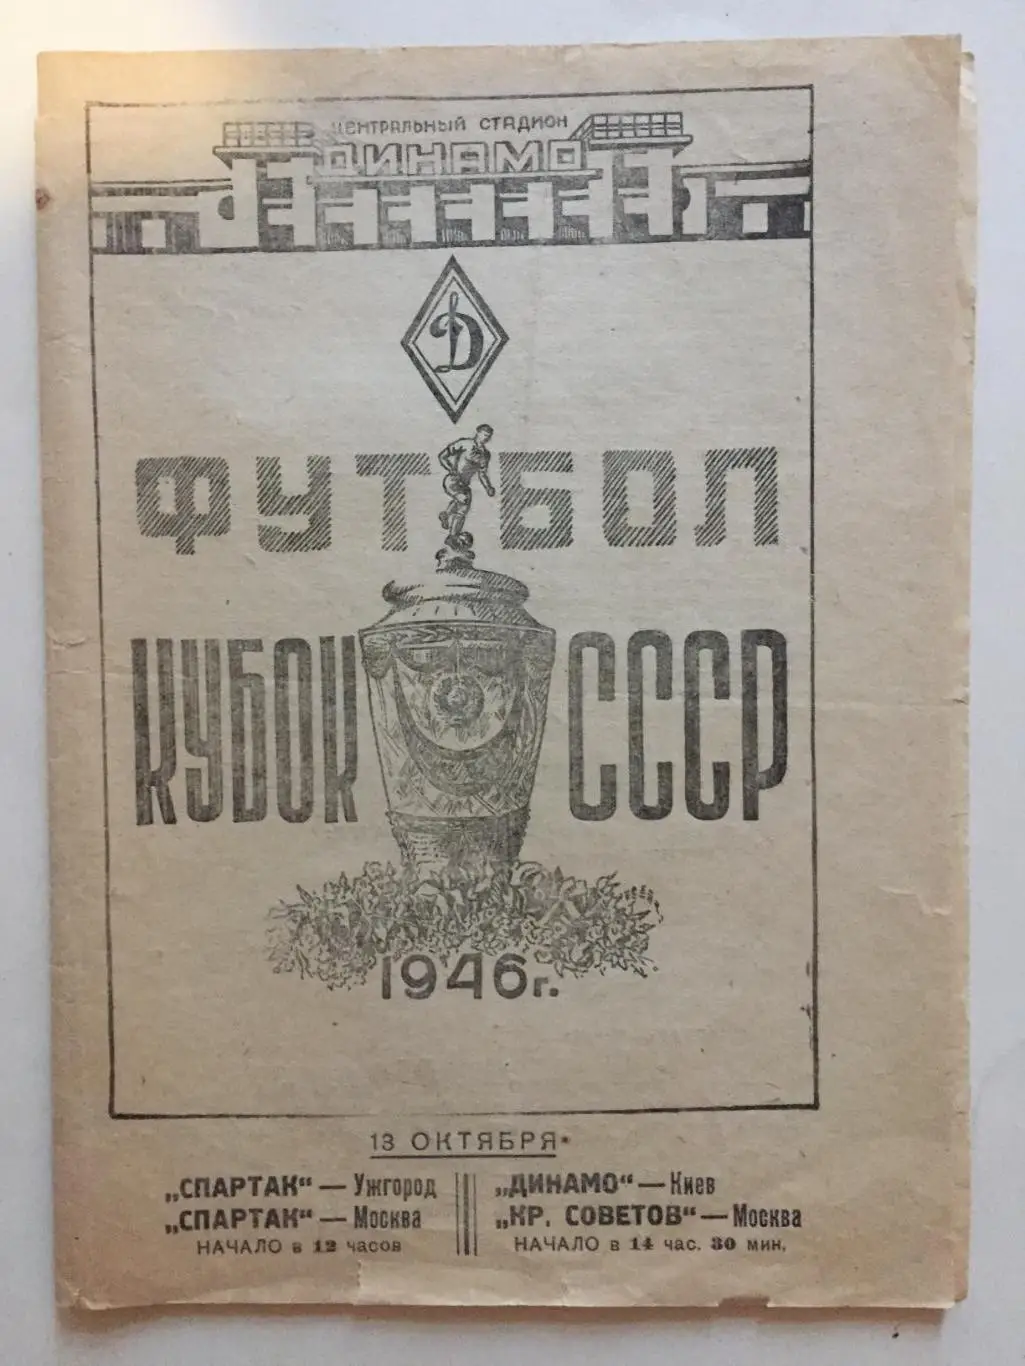 ЦЕНТРАЛЬНЫЙ СТАДИОН
ДИНАМО
Д
ФУТБОЛ
КУБОК СССР
1946г.
13 ОКТЯБРЯ
„СПАРТАК“ — Ужгород
„СПАРТАК“ — Москва
НАЧАЛО в 12 часов
„ДИНАМО“ — Киев
„КР. СОВЕТОВ“ — Москва
НАЧАЛО в 14 час. 30 мин.